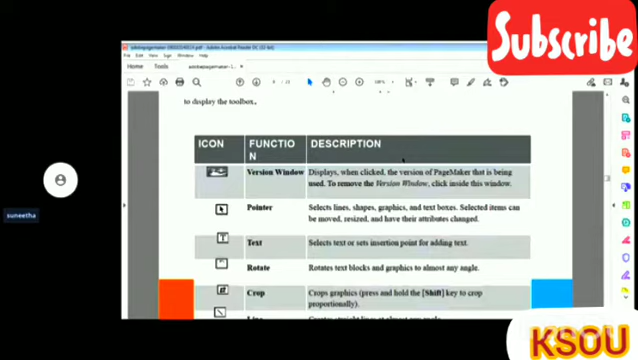 Subscribe
Home Tools
to display the toolbox.
ICON FUNCTIO
N DESCRIPTION
Version Window Displays, when clicked, the version of PageMaker that is being
used. To remove the Version Window, click inside this window.
Pointer Selects lines, shapes, graphics, and text boxes. Selected items can
be moved, resized, and have their attributes changed.
Text Selects text or sets insertion point for adding text.
Rotate Rotates text blocks and graphics to almost any angle.
Crop Crops graphics (press and hold the [Shift] key to crop
proportionally).
suneetha
KSOU